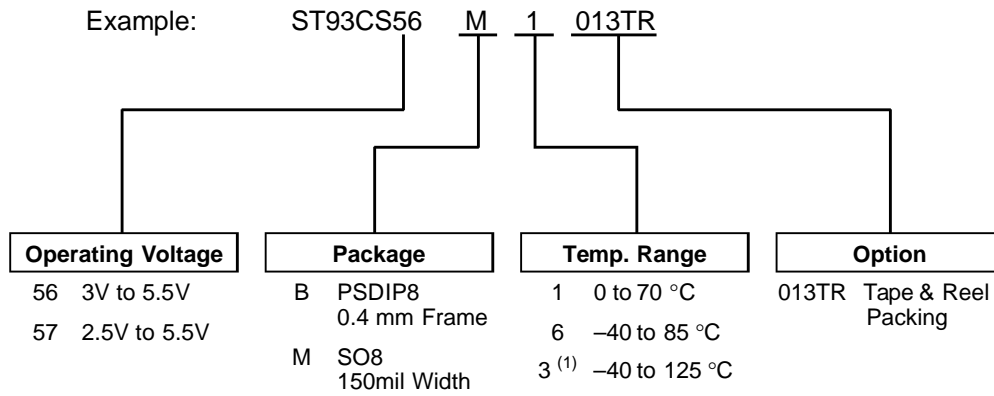 Example: ST93CS56 M 1 013TR
Operating Voltage
56 3V to 5.5V
57 2.5V to 5.5V
Package
B PSDIP8
0.4 mm Frame
M SO8
150mil Width
Temp. Range
1 0 to 70 °C
6 –40 to 85 °C
3 (1) –40 to 125 °C
Option
013TR Tape & Reel
Packing